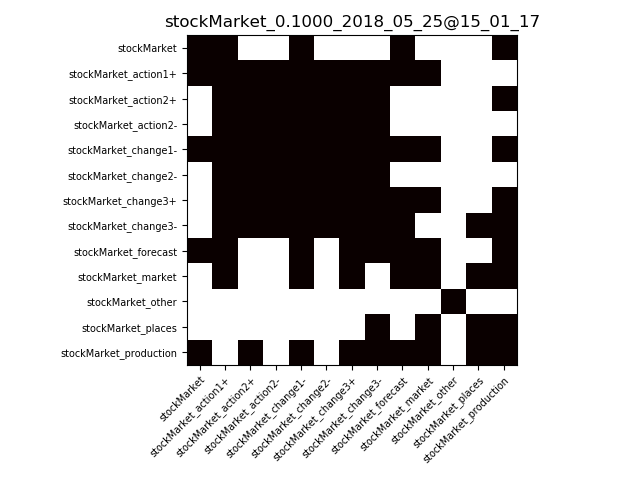 stockMarket_0.1000_2018_05_25@15_01_17
stockMarket
stockMarket_action1+
stockMarket_action2+
stockMarket_action2-
stockMarket_change1-
stockMarket_change2-
stockMarket_change3+
stockMarket_change3-
stockMarket_forecast
stockMarket_market
stockMarket_other
stockMarket_places
stockMarket_production
stockMarket
stockMarket_action1+
stockMarket_action2+
stockMarket_action2-
stockMarket_change1-
stockMarket_change2-
stockMarket_change3+
stockMarket_change3-
stockMarket_forecast
stockMarket_market
stockMarket_other
stockMarket_places
stockMarket_production